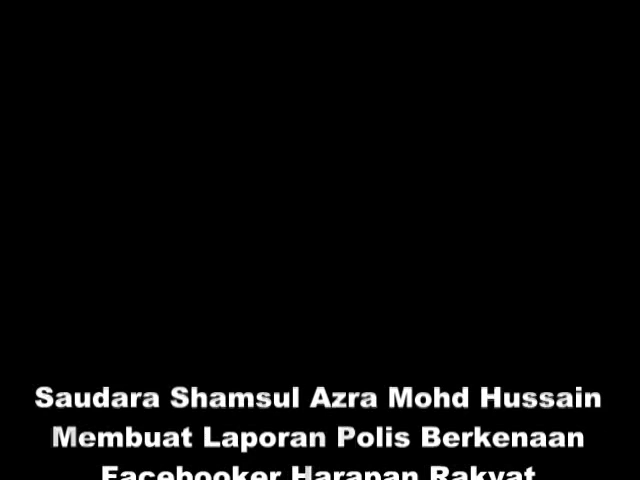 Saudara Shamsul Azra Mohd Hussain
Membuat Laporan Polis Berkenaan
Facebooker Harapan Rakyat